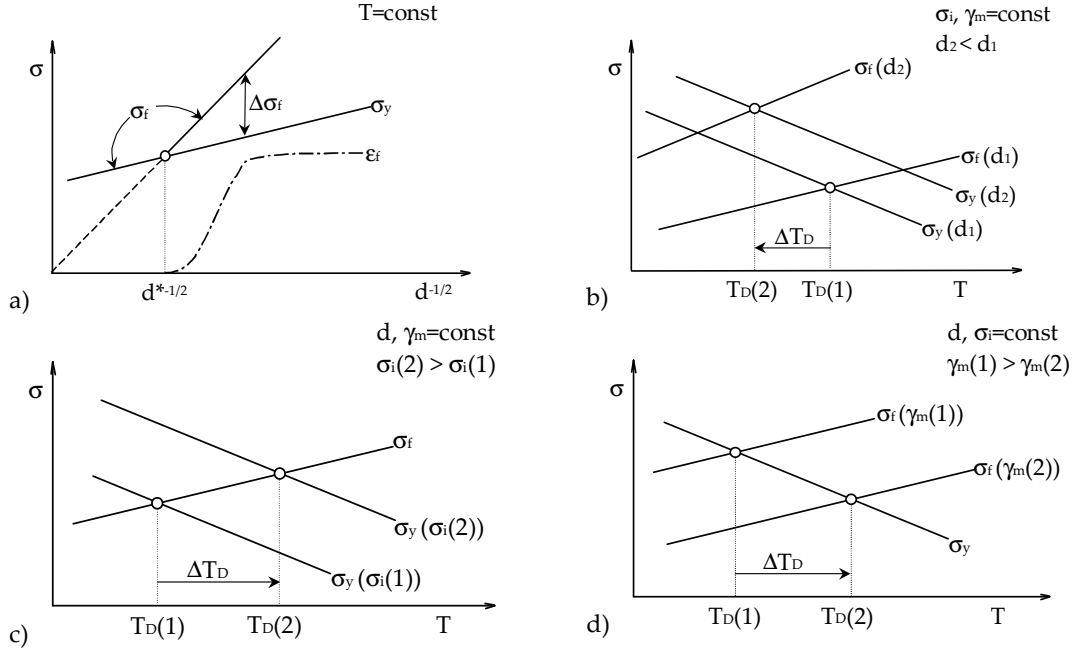 T=const
σ
σf
Δσf
σy
εf
d*-1/2
d-1/2
a)
σi, γm=const
d2< d1
σ
σf (d2)
σf (d1)
σy (d2)
σy (d1)
ΔTD
TD(2)
TD(1)
T
b)
d, γm=const
σi(2) > σi(1)
σ
σf
σy (σi(2))
σy (σi(1))
ΔTD
TD(1)
TD(2)
T
c)
d, σi=const
γm(1) > γm(2)
σ
σf (γm(1))
σf (γm(2))
σy
ΔTD
TD(1)
TD(2)
T
d)